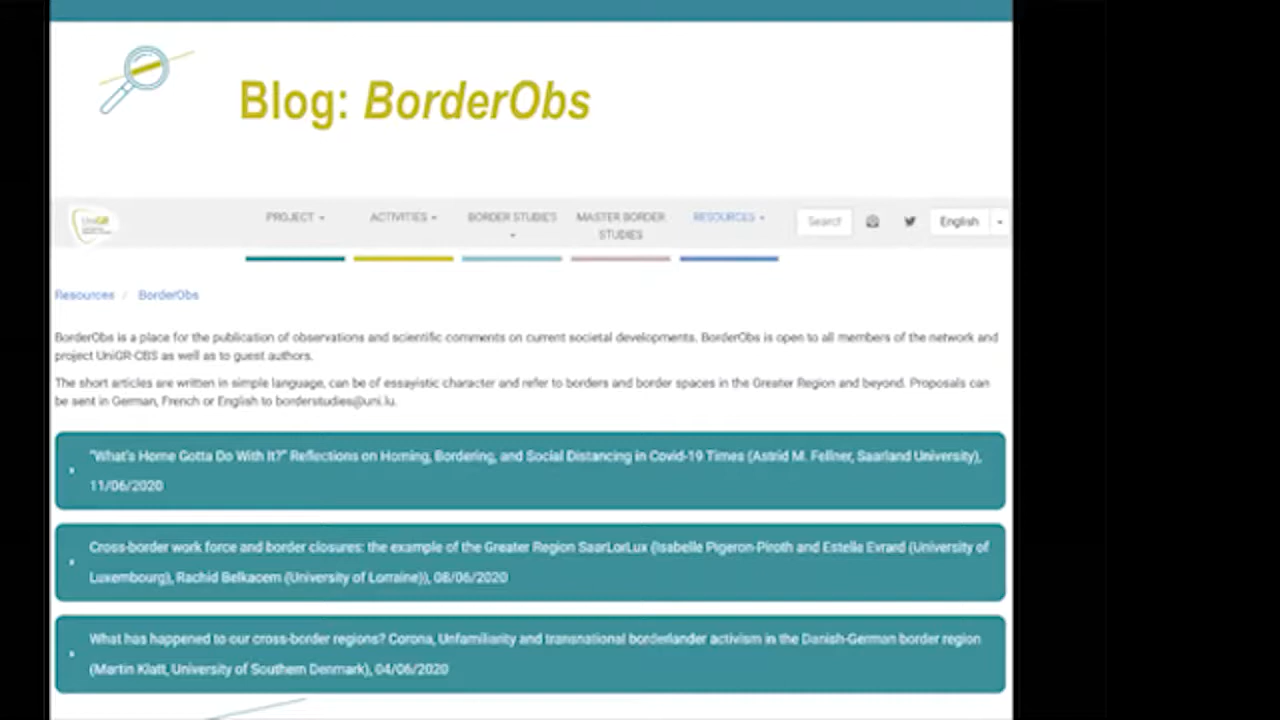 Blog: BorderObs
UniGR
PROJECT
ACTIVITIES
BORDER STUDIES
MASTER BORDER
STUDIES
RESOURCES
Search
English
Resources / BorderObs
BorderObs is a place for the publication of observations and scientific comments on current societal developments. BorderObs is open to all members of the network and
project UniGR-CBS as well as to guest authors.
The short articles are written in simple language, can be of essayistic character and refer to borders and border spaces in the Greater Region and beyond. Proposals can
be sent in German, French or English to borderstudies@uni.lu.
"What's Home Gotta Do With It?" Reflections on Homing, Bordering, and Social Distancing in Covid-19 Times (Astrid M. Fellner, Saarland University),
11/06/2020
Cross-border work force and border closures: the example of the Greater Region SaarLorLux (Isabelle Pigeron-Piroth and Estelle Evrard (University of
Luxembourg), Rachid Belkacem (University of Lorraine)), 08/06/2020
What has happened to our cross-border regions? Corona, Unfamiliarity and transnational borderlander activism in the Danish-German border region
(Martin Klatt, University of Southern Denmark), 04/06/2020